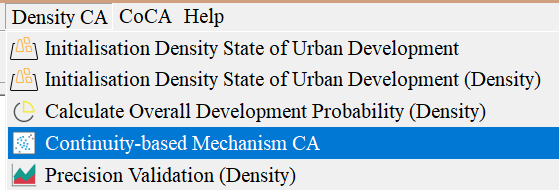 Density CA CoCA Help
Initialisation Density State of Urban Development
Initialisation Density State of Urban Development (Density)
Calculate Overall Development Probability (Density)
Continuity-based Mechanism CA
Precision Validation (Density)